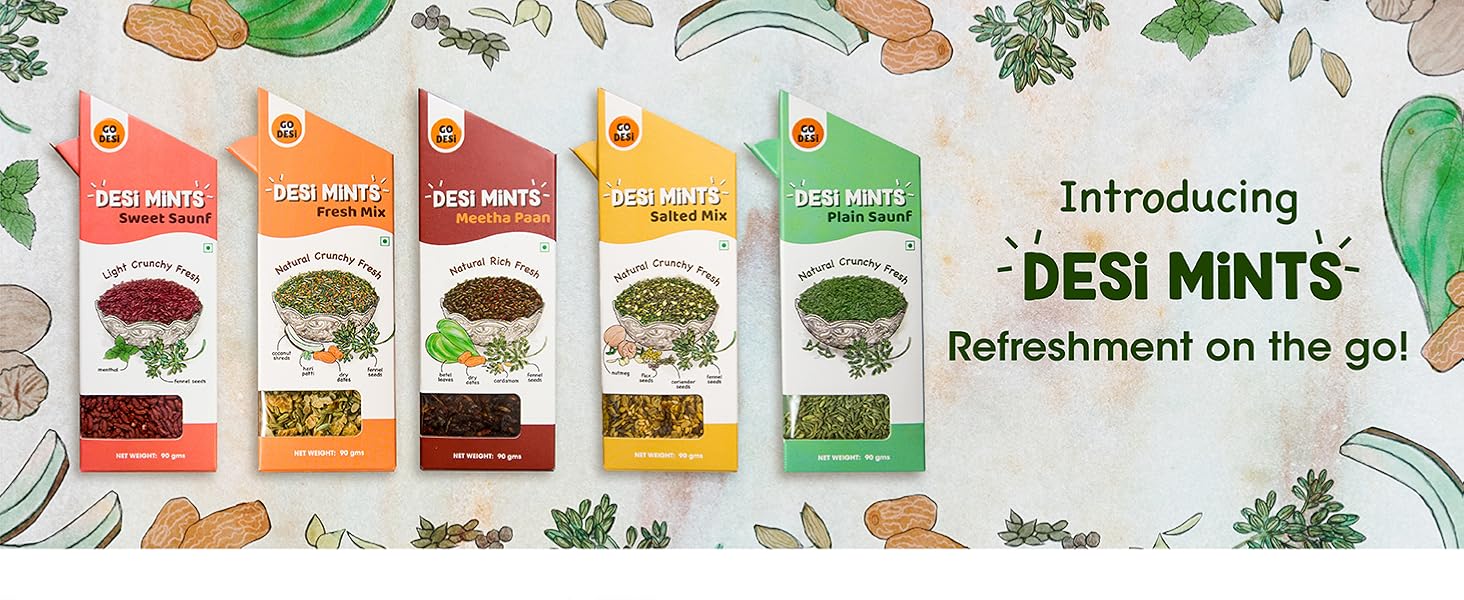 GO
DESi
DESi MiNTS
Sweet Saunf
Light Crunchy Fresh
menthol
fennel seeds
NET WEIGHT: 90 gms
GO
DESi
DESi MiNTS
Fresh Mix
Natural Crunchy Fresh
coconut
shreds
hari
patti
dry
dates
fennel
seeds
NET WEIGHT: 90 gms
GO
DESi
DESi MiNTS
Meetha Paan
Natural Rich Fresh
betel
leaves
dry
dates
cardamom
fennel
seeds
NET WEIGHT: 90 gms
GO
DESi
DESi MiNTS
Salted Mix
Natural Crunchy Fresh
nutmeg
flax
seeds
coriander
seeds
fennel
seeds
NET WEIGHT: 90 gms
GO
DESi
DESi MiNTS
Plain Saunf
Natural Crunchy Fresh
NET WEIGHT: 90 gms
Introducing
DESi MiNTS
Refreshment on the go!